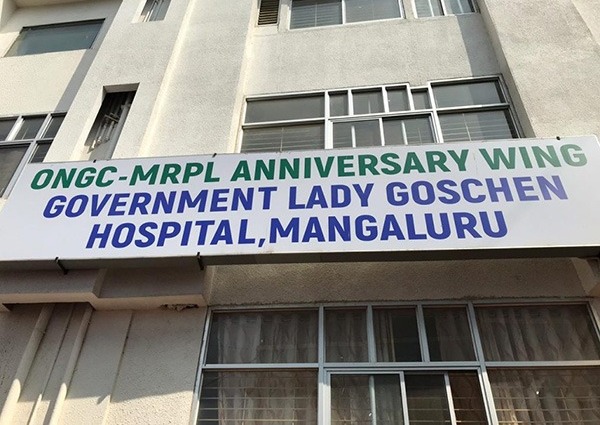 ONGC-MRPL ANNIVERSARY WING
GOVERNMENT LADY GOSCHEN
HOSPITAL,MANGALURU